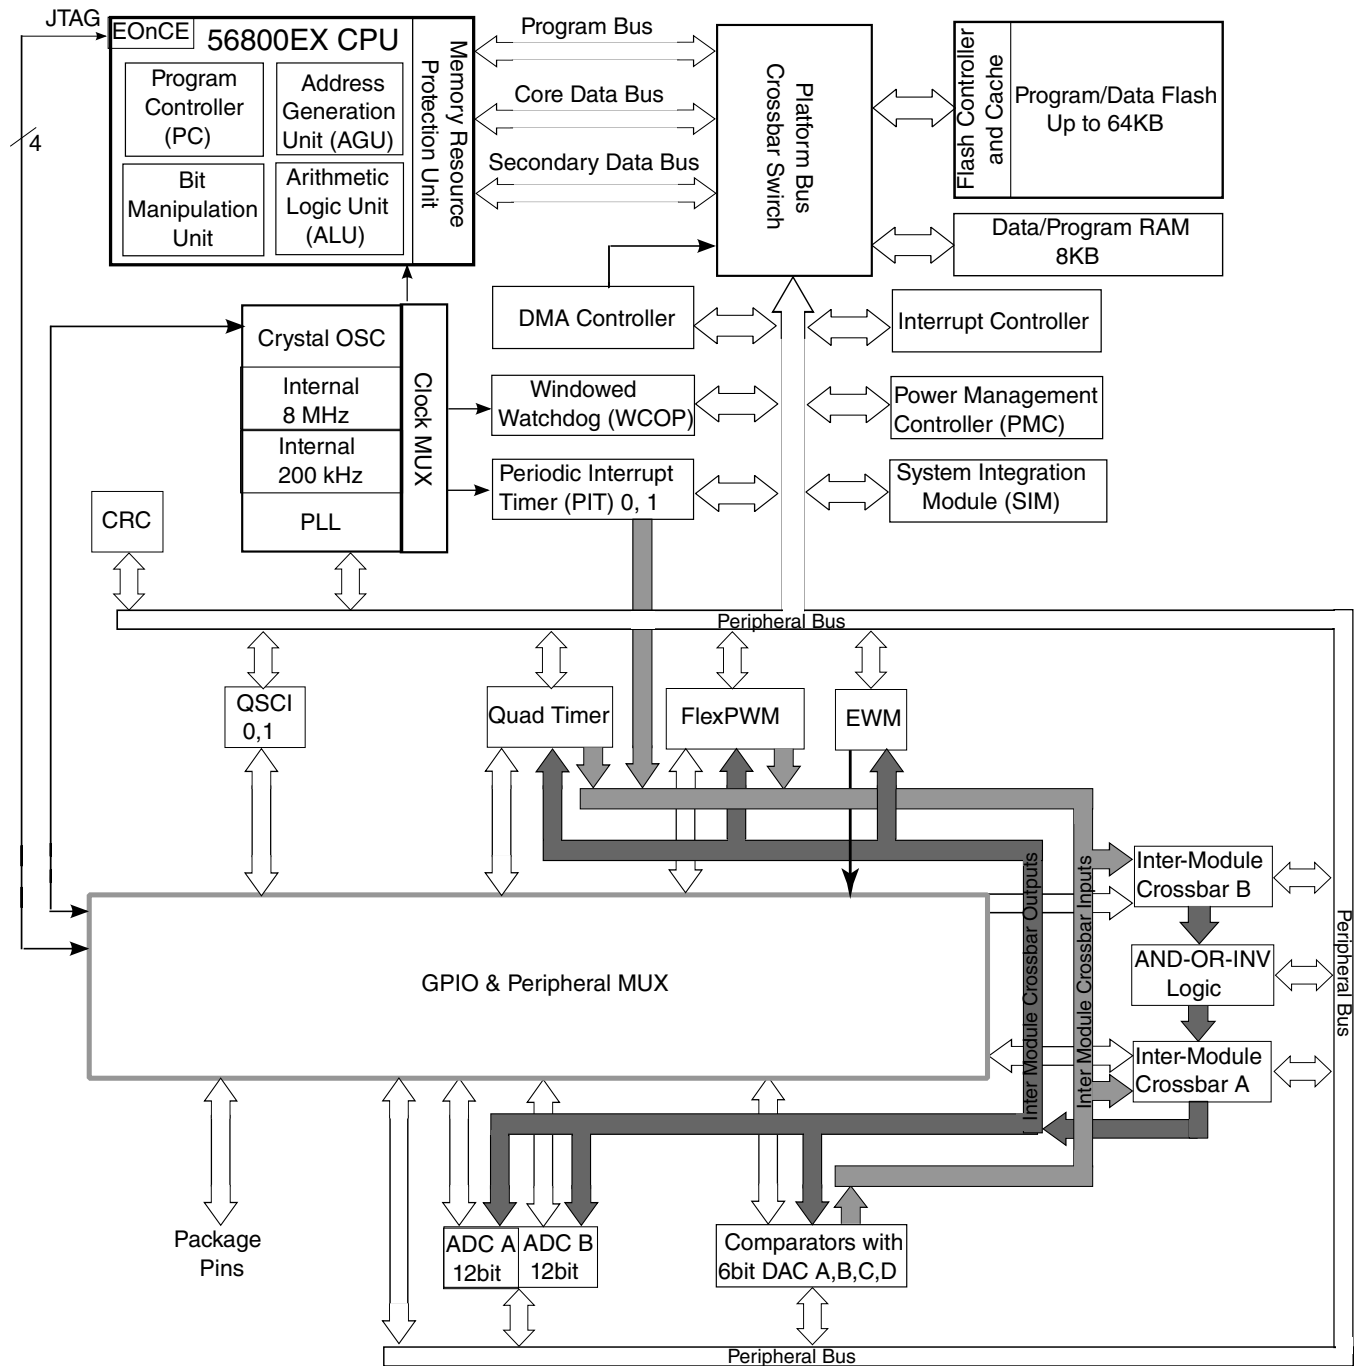 JTAG
EOnCE
56800EX CPU
Program
Controller
(PC)
Address
Generation
Unit (AGU)
Bit
Manipulation
Unit
Arithmetic
Logic Unit
(ALU)
Memory Resource
Protection Unit
4
Program Bus
Core Data Bus
Secondary Data Bus
Platform Bus
Crossbar Swirch
Flash Controller
and Cache
Program/Data Flash
Up to 64KB
Data/Program RAM
8KB
Crystal OSC
Internal
8 MHz
Internal
200 kHz
PLL
Clock MUX
DMA Controller
Windowed
Watchdog (WCOP)
Periodic Interrupt
Timer (PIT) 0, 1
Interrupt Controller
Power Management
Controller (PMC)
System Integration
Module (SIM)
CRC
Peripheral Bus
QSCI
0,1
Quad Timer
FlexPWM
EWM
Inter Module Crossbar Outputs
Inter Module Crossbar Inputs
Inter-Module
Crossbar B
AND-OR-INV
Logic
Inter-Module
Crossbar A
Peripheral Bus
GPIO & Peripheral MUX
Package
Pins
ADC A
12bit
ADC B
12bit
Comparators with
6bit DAC A,B,C,D
Peripheral Bus